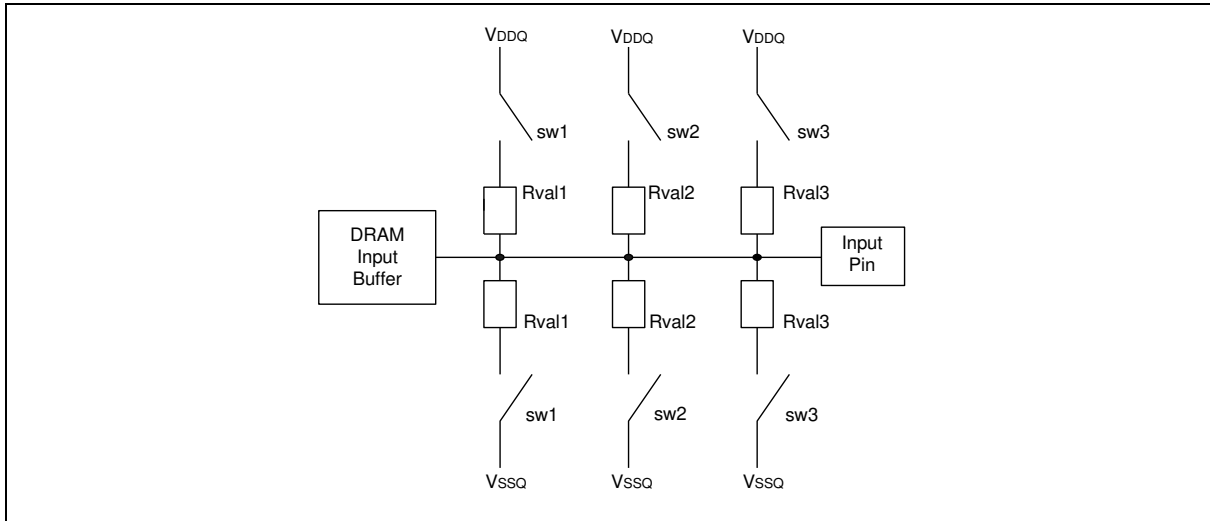 VDDQ VDDQ VDDQ
sw1 sw2 sw3
Rval1 Rval2 Rval3
DRAM
Input
Buffer
Input
Pin
Rval1 Rval2 Rval3
sw1 sw2 sw3
VSSQ VSSQ VSSQ